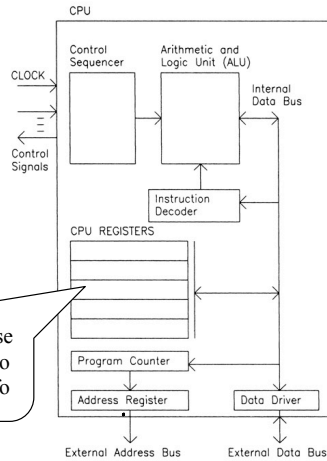 CPU
Control
Sequencer
Arithmetic and
Logic Unit (ALU)
CLOCK
Internal
Data Bus
Control
Signals
Instruction
Decoder
CPU REGISTERS
se
o
o
Program Counter
Address Register
Data Driver
External Address Bus
External Data Bus